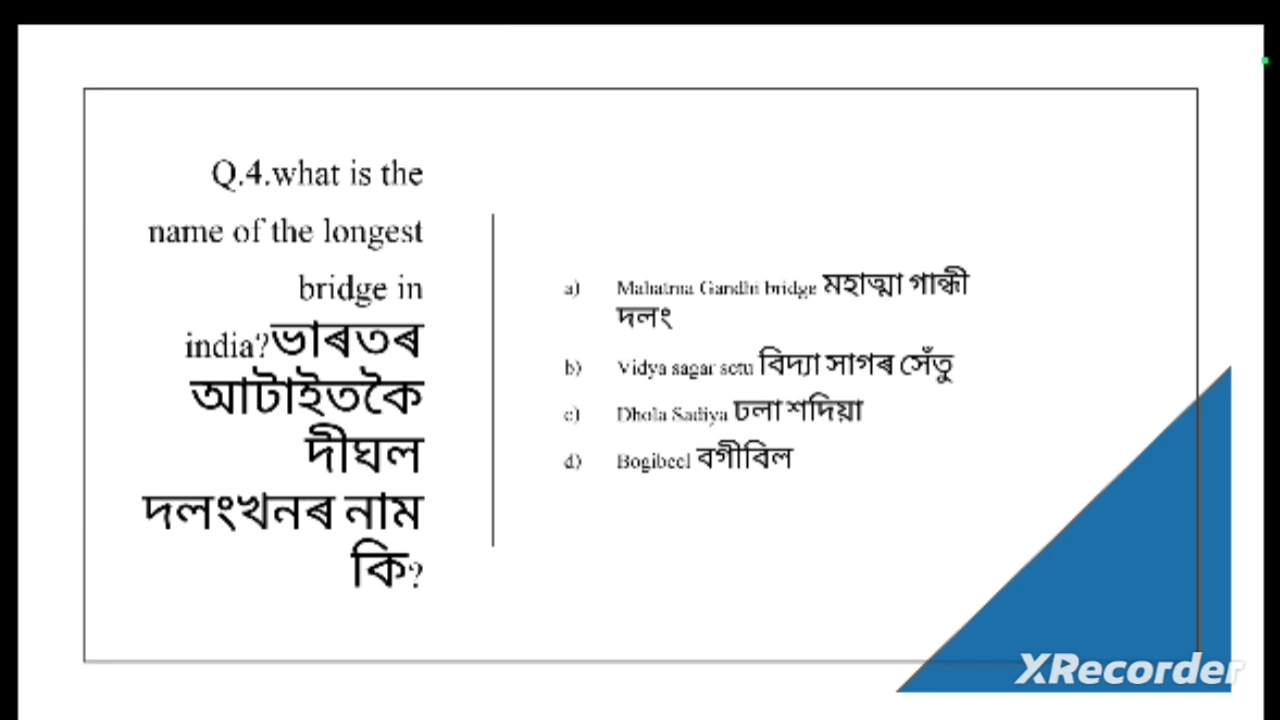 Q.4.what is the
name of the longest
bridge in
india?ভাৰতৰ
আটাইতকৈ
দীঘল
দলংখনৰ নাম
কি?
a) Mahatma Gandhi bridge মহাত্মা গান্ধী
দলং
b) Vidya sagar setu বিদ্যা সাগৰ সেঁতু
c) Dhola Sadiya ঢলা শদিয়া
d) Bogibeel বগীবিল
XRecorder